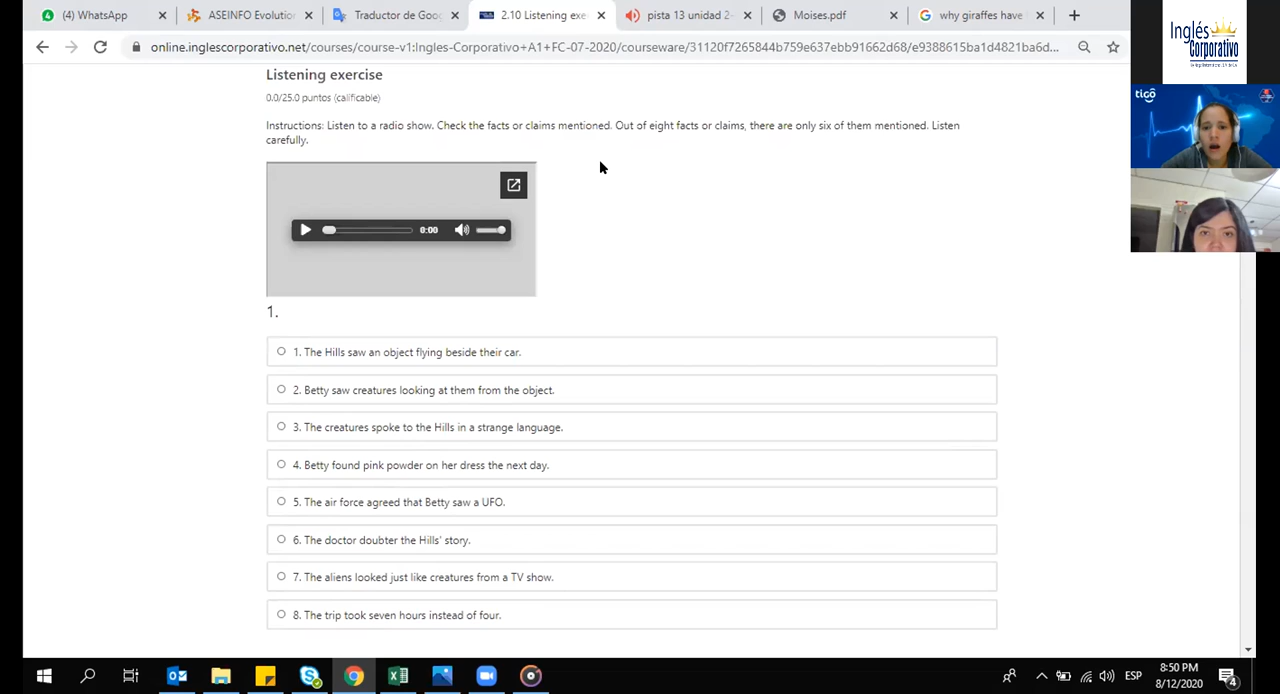 (4) WhatsApp
ASEINFO Evolution
Traductor de Goo
2.10 Listening exe
pista 13 unidad 2
Moises.pdf
why giraffes have
online.inglescorporativo.net/courses/course-v1:Ingles-Corporativo+A1+FC-07-2020/courseware/31120f7265844b759e637ebb91662d68/e9388615ba1d4821ba6d...
Inglés
Corporativo
tigo
Listening exercise
0.0/25.0 puntos (calificable)
Instructions: Listen to a radio show. Check the facts or claims mentioned. Out of eight facts or claims, there are only six of them mentioned. Listen
carefully.
0:00
1.
1. The Hills saw an object flying beside their car.
2. Betty saw creatures looking at them from the object.
3. The creatures spoke to the Hills in a strange language.
4. Betty found pink powder on her dress the next day.
5. The air force agreed that Betty saw a UFO.
6. The doctor doubter the Hills' story.
7. The aliens looked just like creatures from a TV show.
8. The trip took seven hours instead of four.
ESP
8:50 PM
8/12/2020
4